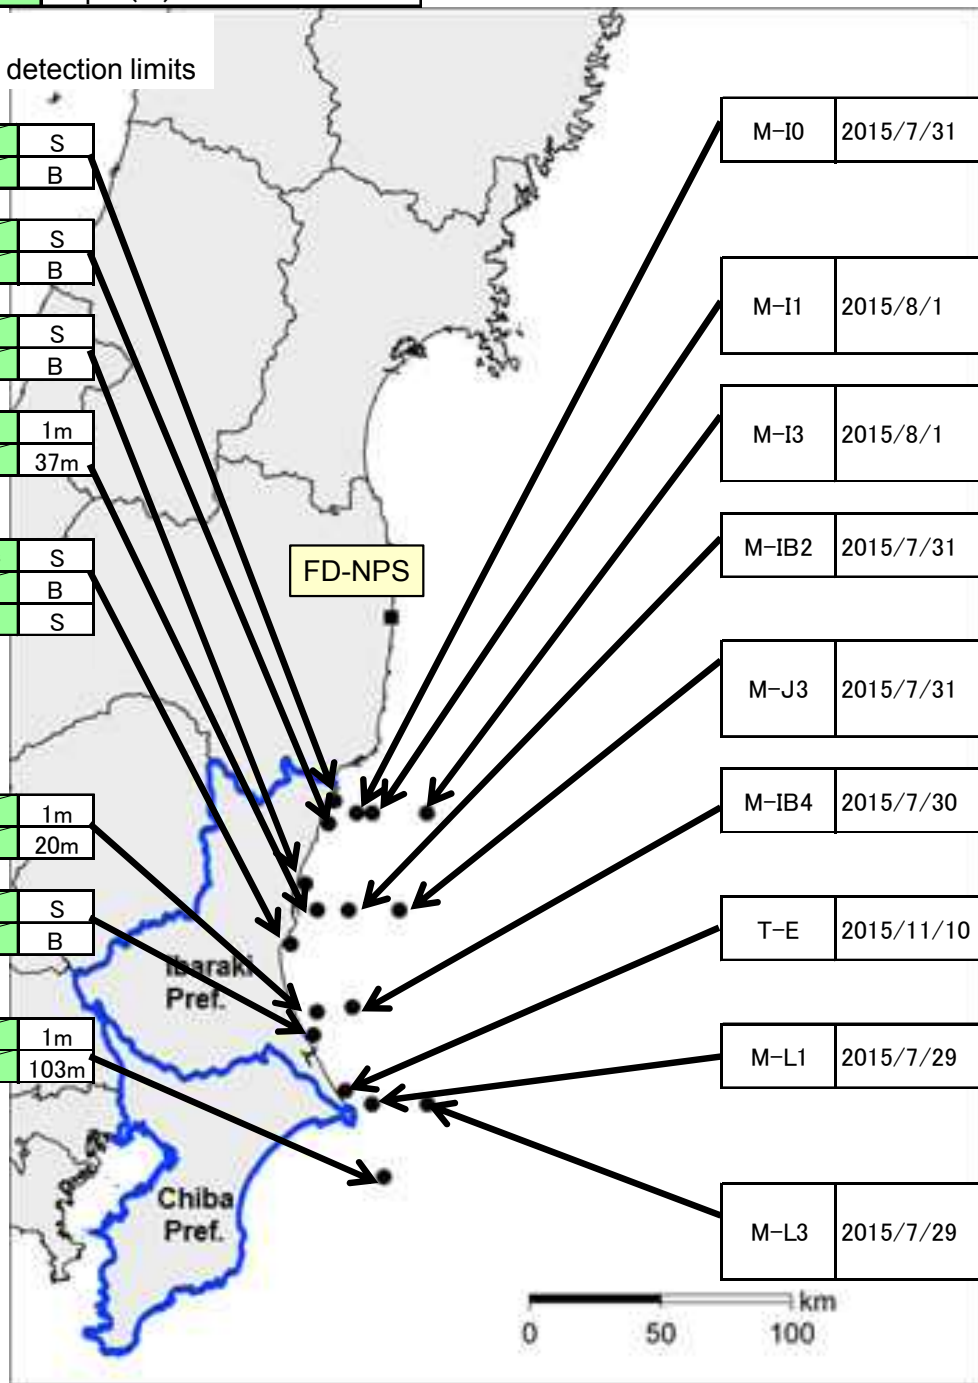 detection limits
S
B
S
B
S
B
1m
37m
S
B
S
1m
20m
S
B
1m
103m
FD-NPS
Ibaraki
Pref.
Chiba
Pref.
M-I0 2015/7/31
M-I1 2015/8/1
M-I3 2015/8/1
M-IB2 2015/7/31
M-J3 2015/7/31
M-IB4 2015/7/30
T-E 2015/11/10
M-L1 2015/7/29
M-L3 2015/7/29
km
0 50 100